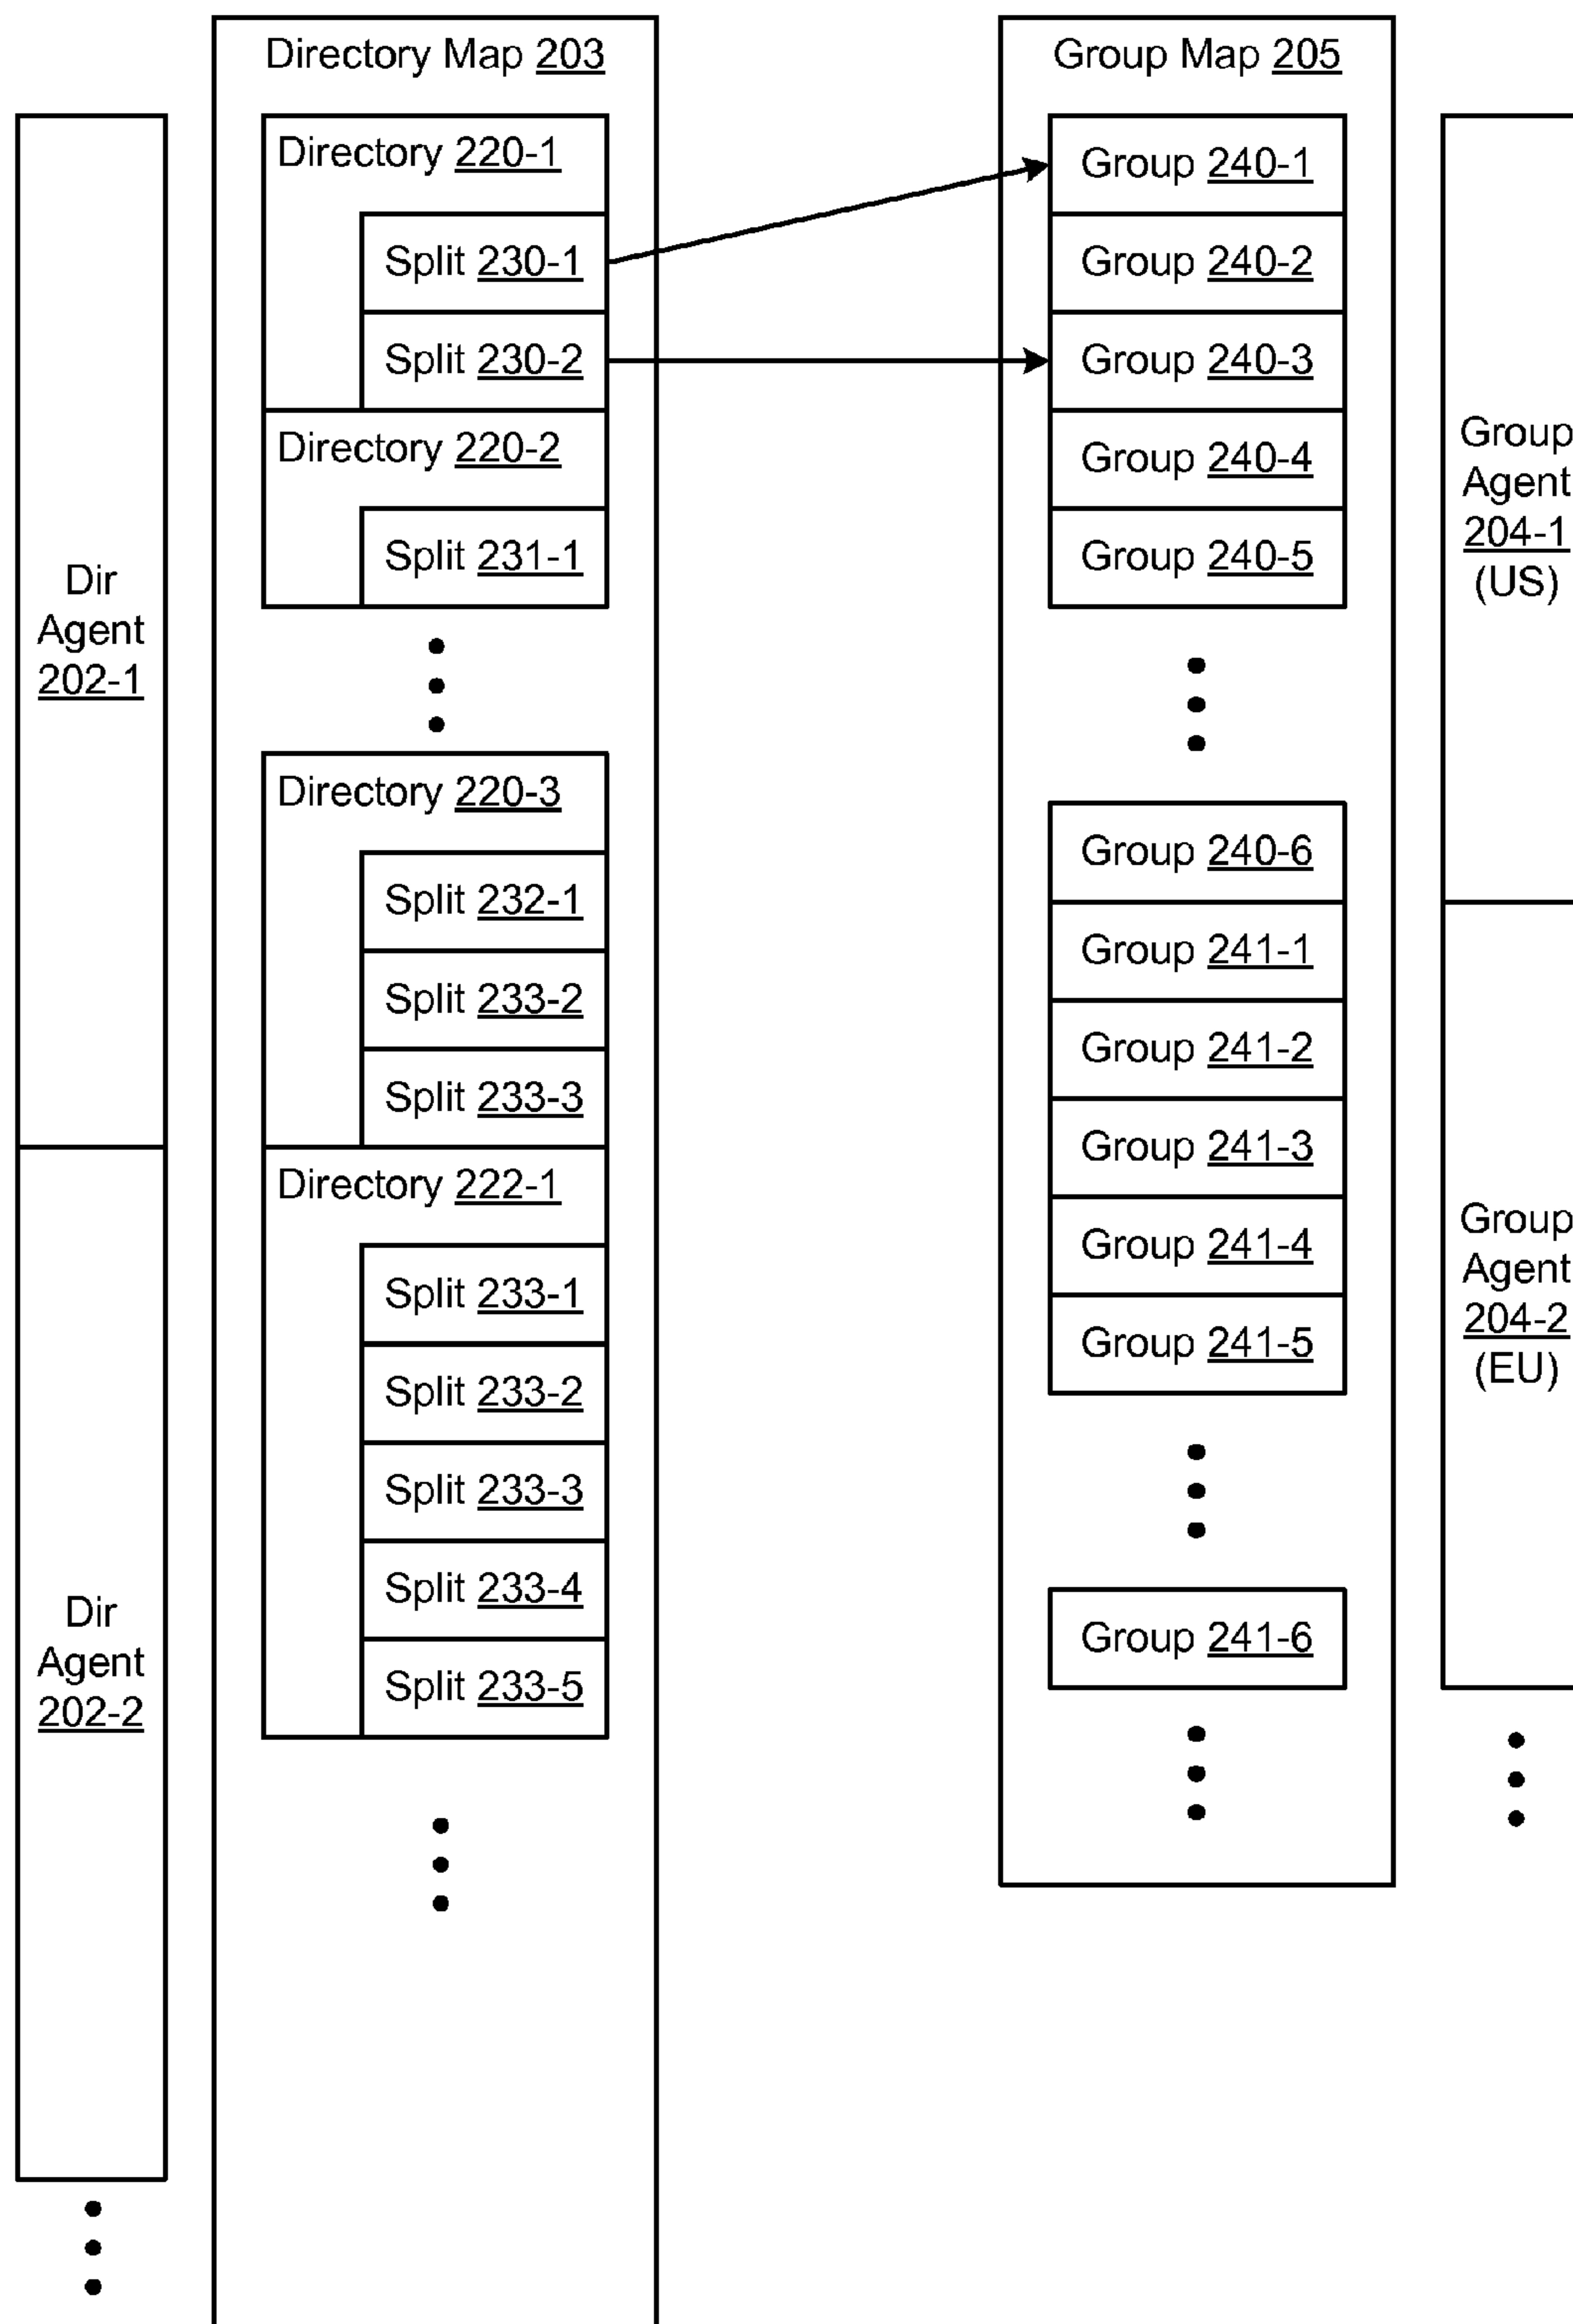 Directory Map 203
Group Map 205
Dir
Agent
202-1
Dir
Agent
202-2
Directory 220-1
Split 230-1
Split 230-2
Directory 220-2
Split 231-1
Directory 220-3
Split 232-1
Split 233-2
Split 233-3
Directory 222-1
Split 233-1
Split 233-2
Split 233-3
Split 233-4
Split 233-5
Group 240-1
Group 240-2
Group 240-3
Group 240-4
Group 240-5
Group 240-6
Group 241-1
Group 241-2
Group 241-3
Group 241-4
Group 241-5
Group 241-6
Group
Agent
204-1
(US)
Group
Agent
204-2
(EU)